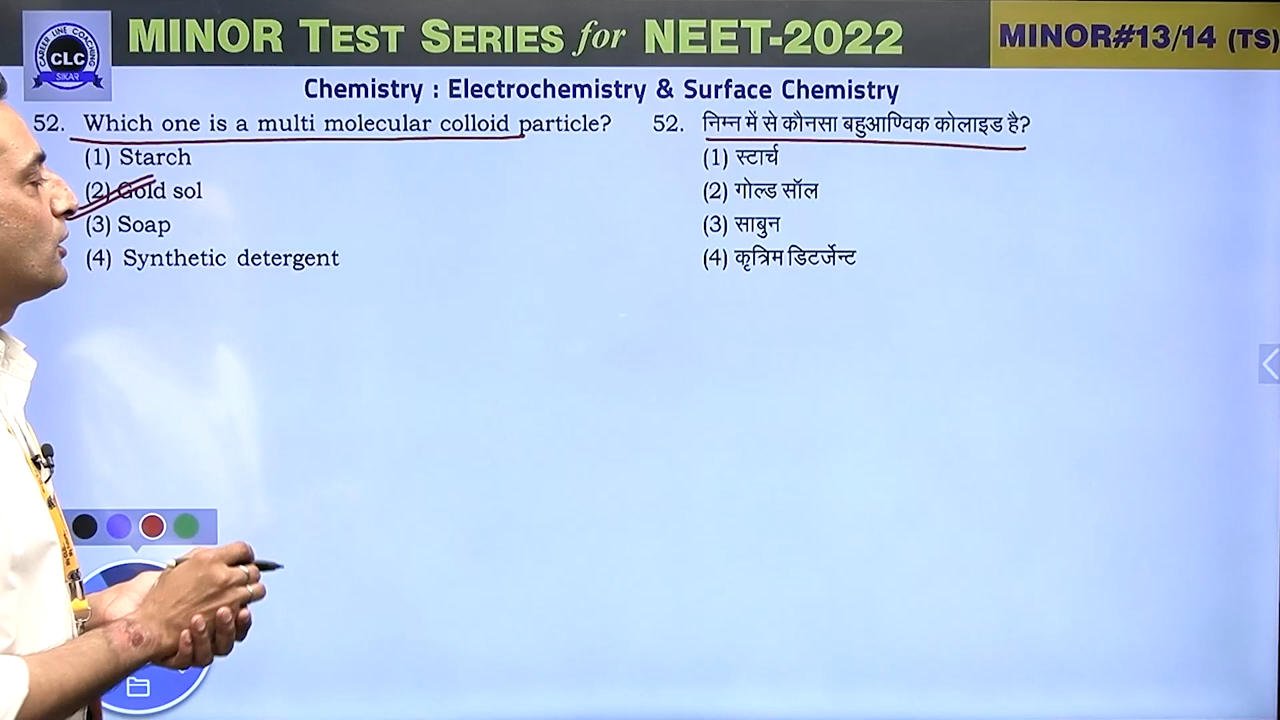 CAREER LINE COACHING
CLC
SIKAR
MINOR TEST SERIES for NEET-2022
MINOR#13/14 (TS)
Chemistry : Electrochemistry & Surface Chemistry
52. Which one is a multi molecular colloid particle?
(1) Starch
(2) Gold sol
(3) Soap
(4) Synthetic detergent
52. निम्न में से कौनसा बहुआण्विक कोलाइड है?
(1) स्टार्च
(2) गोल्ड सॉल
(3) साबुन
(4) कृत्रिम डिटर्जेन्ट